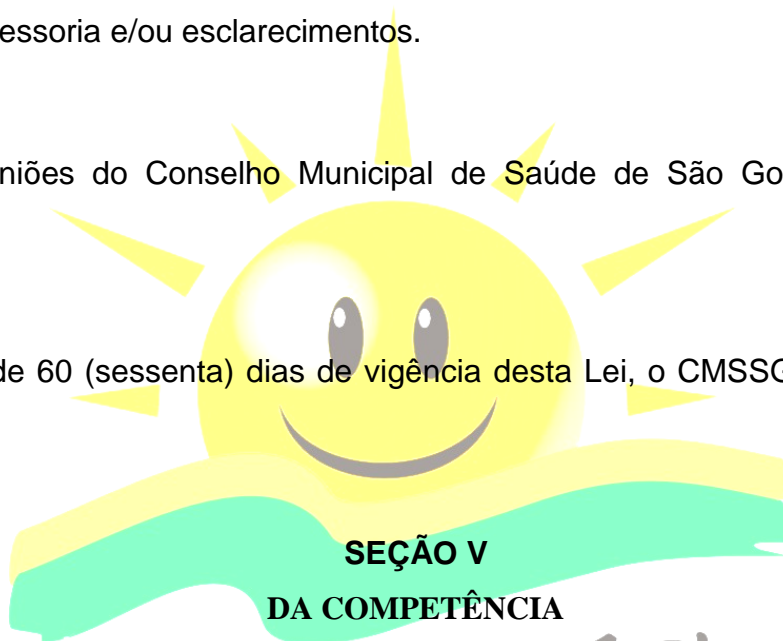 essoria e/ou esclarecimentos.
niões do Conselho Municipal de Saúde de São Go
de 60 (sessenta) dias de vigência desta Lei, o CMSSG
SEÇÃO V
DA COMPETÊNCIA